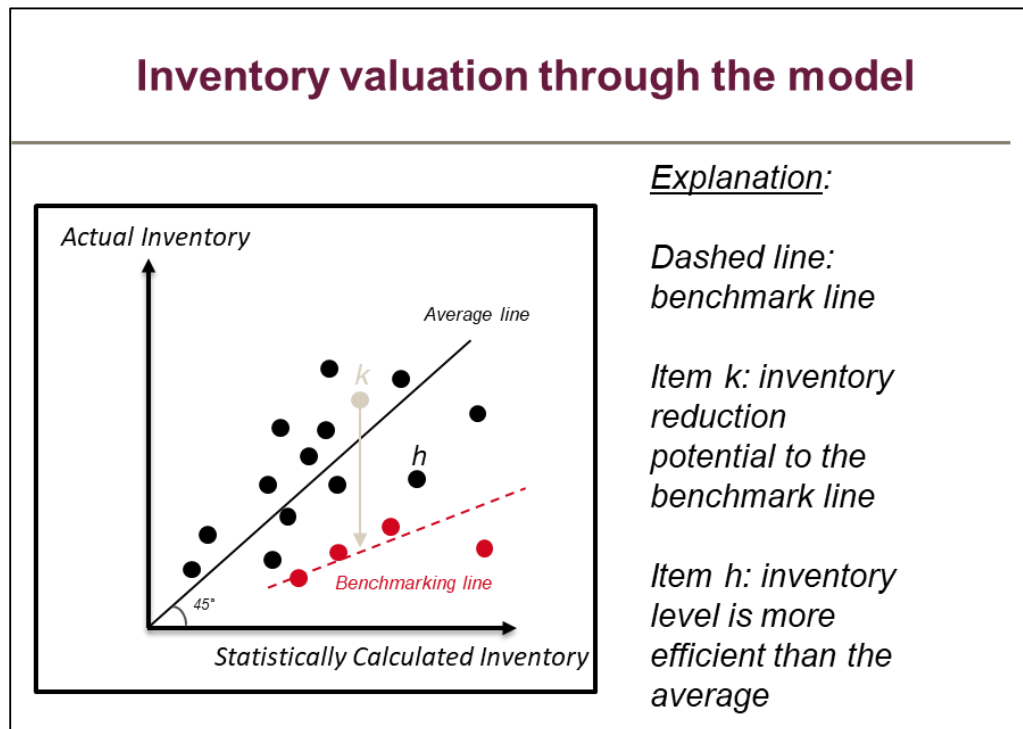 Inventory valuation through the model
Actual Inventory
Average line
k
h
Benchmarking line
45°
Statistically Calculated Inventory
Explanation:
Dashed line:
benchmark line
Item k: inventory
reduction
potential to the
benchmark line
Item h: inventory
level is more
efficient than the
average